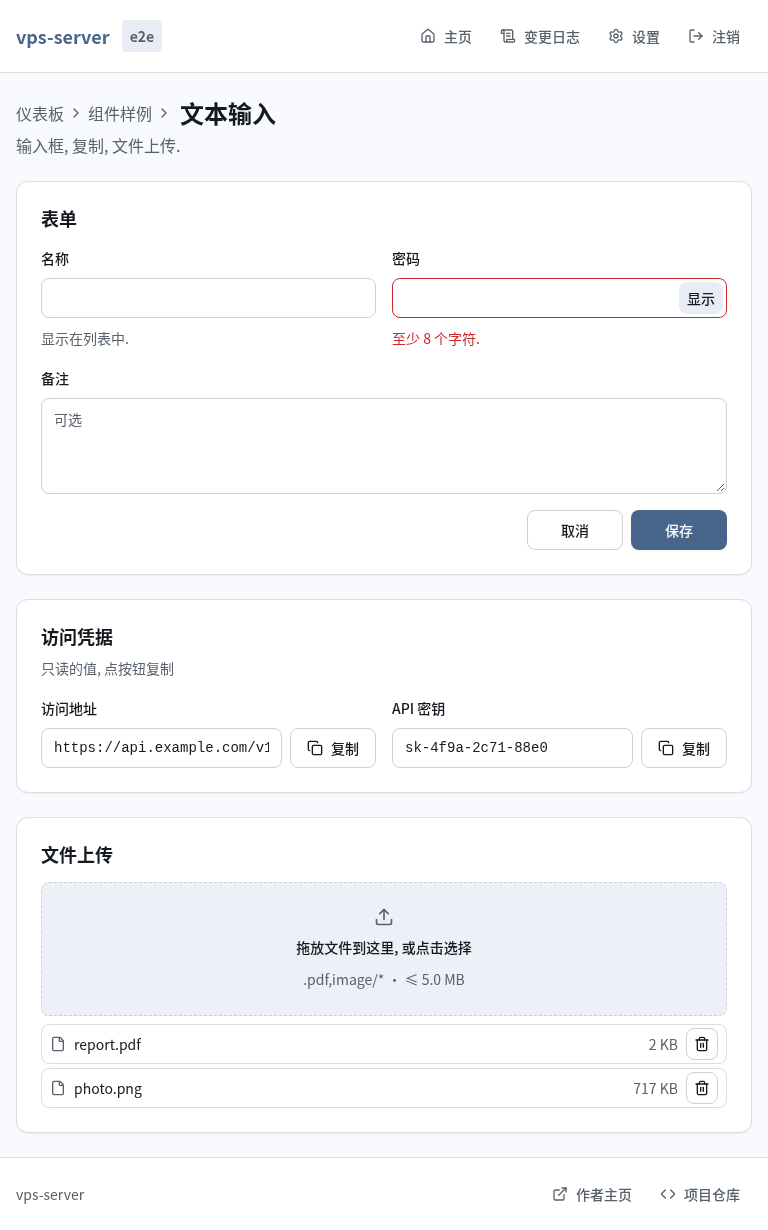 vps-server e2e 主页 变更日志 设置 注销
仪表板 组件样例 文本输入
输入框, 复制, 文件上传.
表单
名称 密码
显示
显示在列表中. 至少 8 个字符.
备注
可选
取消 保存
访问凭据
只读的值, 点按钮复制
访问地址 API 密钥
https://api.example.com/v1 复制 sk-4f9a-2c71-88e0 复制
文件上传
拖放文件到这里, 或点击选择
.pdf,image/* · ≤ 5.0 MB
report.pdf 2 KB
photo.png 717 KB
vps-server 作者主页 项目仓库